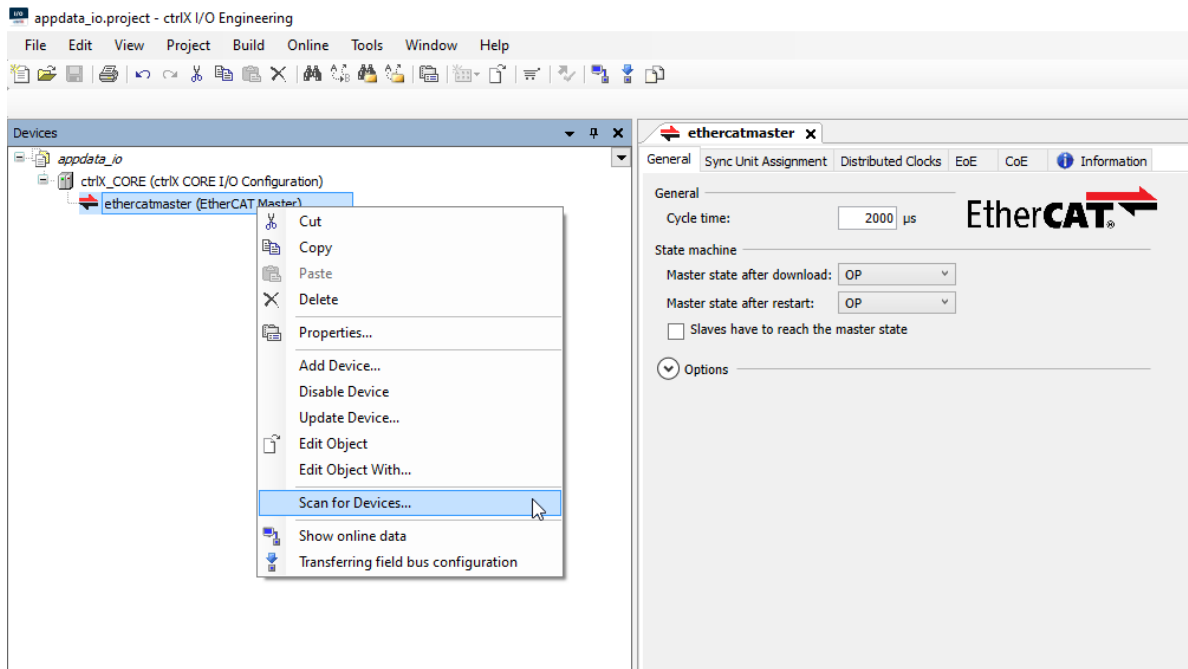 I/O appdata_io.project - ctrlX I/O Engineering
File Edit View Project Build Online Tools Window Help
Devices
ethercatmaster
appdata_io
General Sync Unit Assignment Distributed Clocks EoE CoE Information
ctrlX_CORE (ctrlX CORE I/O Configuration)
ethercatmaster (EtherCAT Master)
Cut
Copy
Paste
Delete
Properties...
Add Device...
Disable Device
Update Device...
Edit Object
Edit Object With...
Scan for Devices...
Show online data
Transferring field bus configuration
General
Cycle time: 2000 µs
EtherCAT®
State machine
Master state after download: OP
Master state after restart: OP
Slaves have to reach the master state
Options